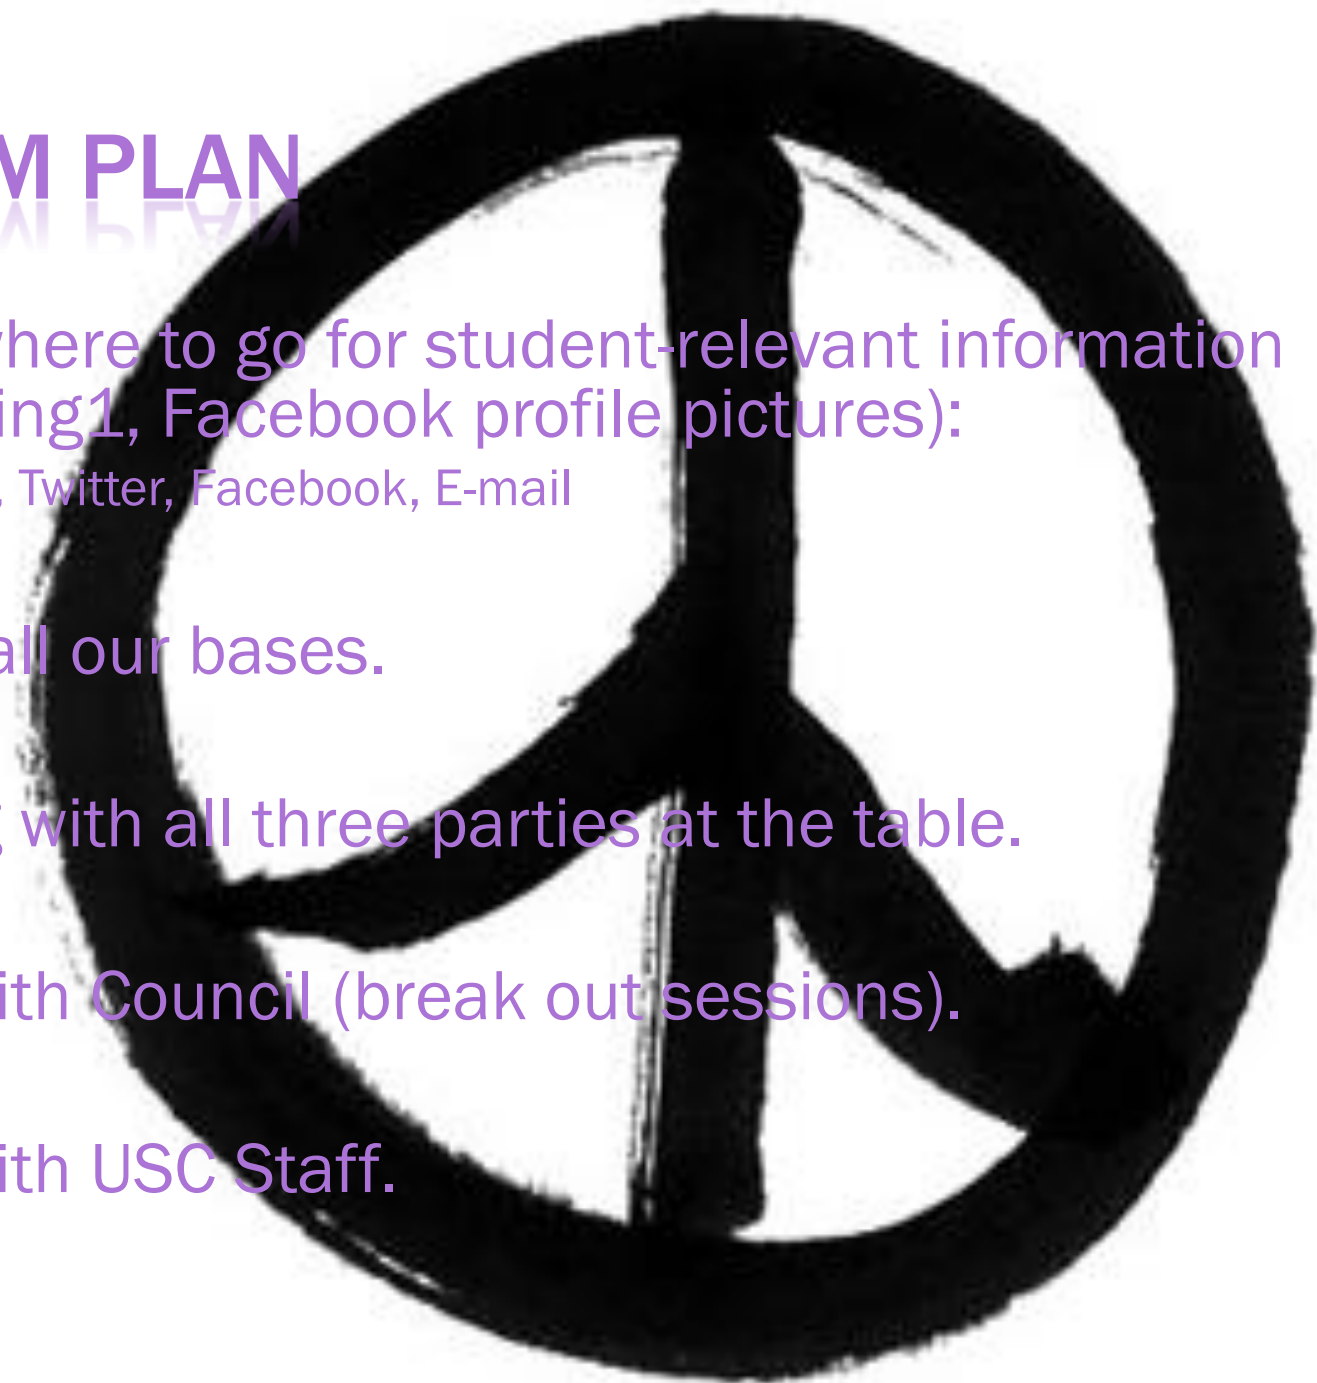 M PLAN
where to go for student-relevant information
ing1, Facebook profile pictures):
, Twitter, Facebook, E-mail
all our bases.
g with all three parties at the table.
ith Council (break out sessions).
ith USC Staff.